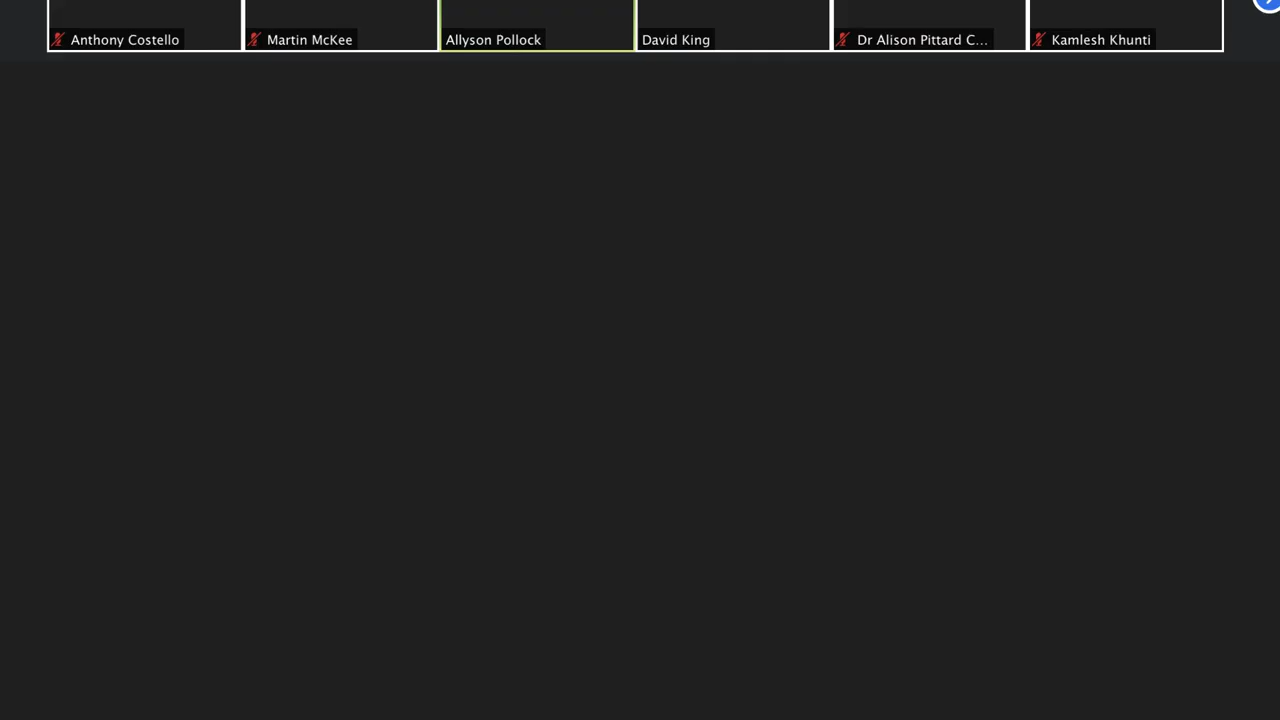 Anthony Costello
Martin McKee
Allyson Pollock
David King
Dr Alison Pittard C...
Kamlesh Khunti